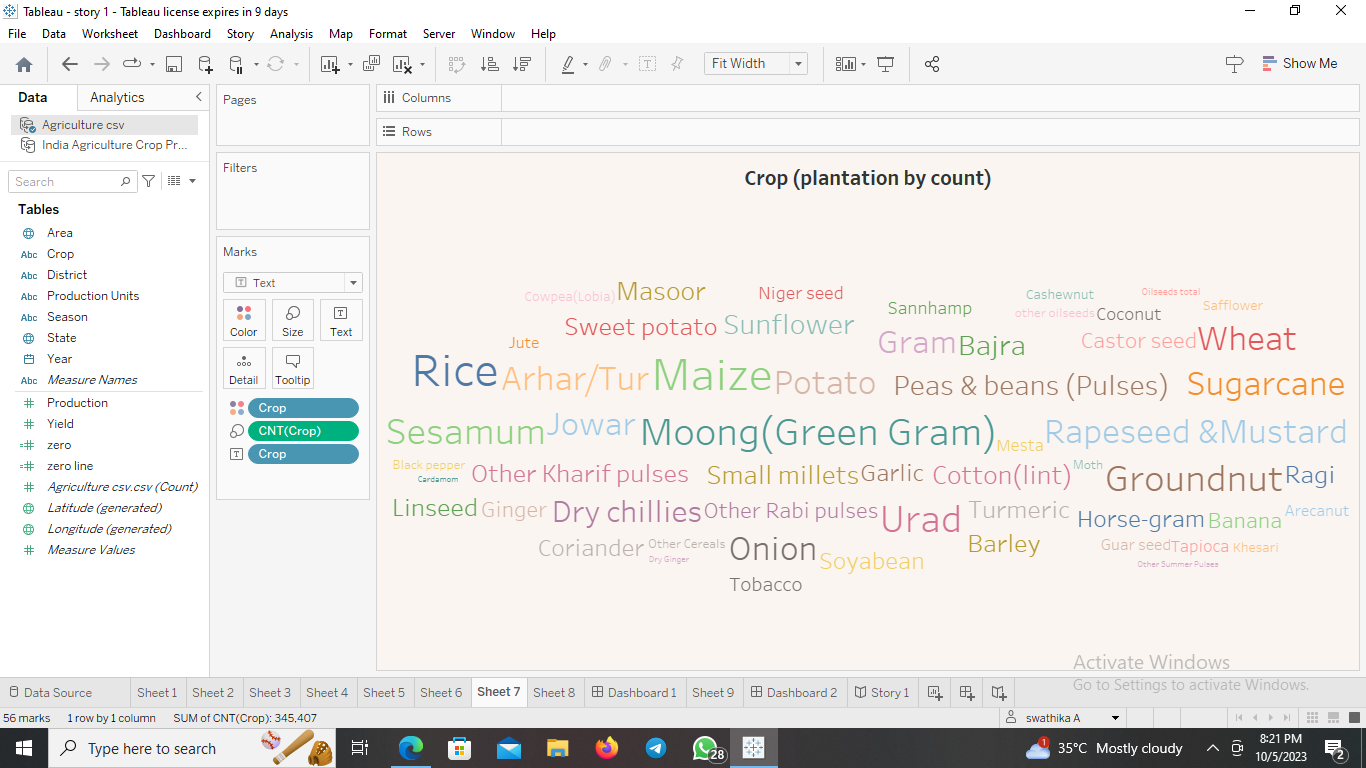 Tableau - story 1 - Tableau license expires in 9 days
File Data Worksheet Dashboard Story Analysis Map Format Server Window Help
Fit Width
Show Me
Data Analytics
Agriculture csv
India Agriculture Crop Pr...
Search
Tables
Area
Abc Crop
Abc District
Abc Production Units
Abc Season
Abc State
Year
Abc Measure Names
Production
Yield
zero
zero line
Agriculture csv.csv (Count)
Latitude (generated)
Longitude (generated)
Measure Values
Pages
Filters
Marks
Text
Color Size Text
Detail Tooltip
Crop
CNT(Crop)
Crop
Columns
Rows
Crop (plantation by count)
Cowpea(Lobia) Masoor Niger seed Cashewnut Oilseeds total
Sannhamp other oilseeds Coconut Safflower
Sweet potato Sunflower
Jute Gram Bajra Castor seed Wheat
Rice Arhar/Tur Maize Potato Peas & beans (Pulses) Sugarcane
Sesamum Jowar Moong(Green Gram) Mesta Rapeseed &Mustard
Black pepper Other Kharif pulses Small millets Garlic Cotton(lint) Moth Groundnut Ragi
Cardamom
Linseed Ginger Dry chillies Other Rabi pulses Urad Turmeric Horse-gram Banana Arecanut
Coriander Other Cereals Onion Soyabean Barley Guar seed Tapioca Khesari
Dry Ginger Other Summer Pulses
Tobacco
Activate Windows
Go to Settings to activate Windows.
Data Source Sheet 1 Sheet 2 Sheet 3 Sheet 4 Sheet 5 Sheet 6 Sheet 7 Sheet 8 Dashboard 1 Sheet 9 Dashboard 2 Story 1
56 marks 1 row by 1 column SUM of CNT(Crop): 345,407 swathika A
Type here to search 28 1 35°C Mostly cloudy 8:21 PM
10/5/2023 2